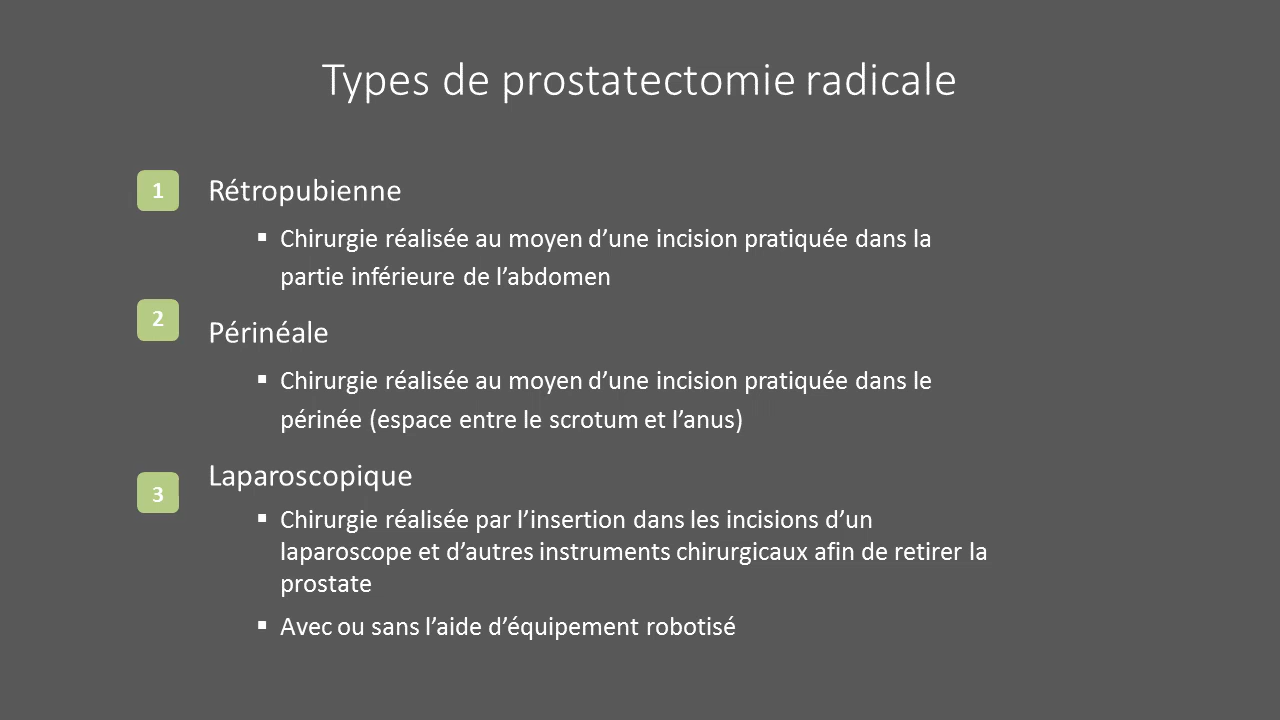 Types de prostatectomie radicale
1
Rétropubienne
▪ Chirurgie réalisée au moyen d’une incision pratiquée dans la
partie inférieure de l’abdomen
2
Périnéale
▪ Chirurgie réalisée au moyen d’une incision pratiquée dans le
périnée (espace entre le scrotum et l’anus)
3
Laparoscopique
▪ Chirurgie réalisée par l’insertion dans les incisions d’un
laparoscope et d’autres instruments chirurgicaux afin de retirer la
prostate
▪ Avec ou sans l’aide d’équipement robotisé